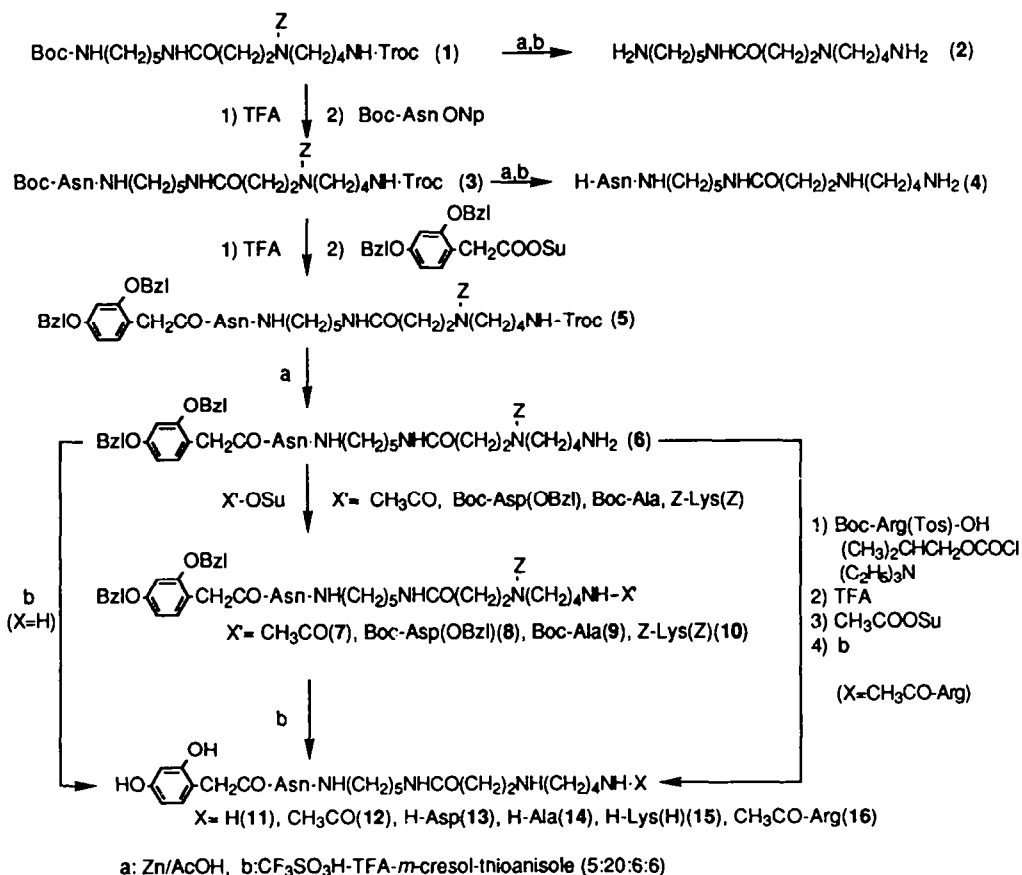 Z
Boc-NH(CH2)5NHCO(CH2)2N(CH2)4NH·Troc (1) a,b H2N(CH2)5NHCO(CH2)2N(CH2)4NH2 (2)
1) TFA 2) Boc-Asn ONp
Z
Boc-Asn·NH(CH2)5NHCO(CH2)2N(CH2)4NH·Troc (3) a,b H-Asn·NH(CH2)5NHCO(CH2)2NH(CH2)4NH2 (4)
OBzl
1) TFA 2) BzlO CH2COOSu
OBzl Z
BzlO CH2CO-Asn-NH(CH2)5NHCO(CH2)2N(CH2)4NH-Troc (5)
a
OBzl Z
BzlO CH2CO-Asn·NH(CH2)5NHCO(CH2)2N(CH2)4NH2 (6)
X'-OSu X'= CH3CO, Boc-Asp(OBzl), Boc-Ala, Z-Lys(Z)
OBzl Z
BzlO CH2CO-Asn-NH(CH2)5NHCO(CH2)2N(CH2)4NH-X'
X'= CH3CO(7), Boc-Asp(OBzl)(8), Boc-Ala(9), Z-Lys(Z)(10)
b
(X=H)
1) Boc-Arg(Tos)-OH
(CH3)2CHCH2OCOCl
(C2H5)3N
2) TFA
3) CH3COOSu
4) b
(X=CH3CO-Arg)
b
OH
HO CH2CO·Asn-NH(CH2)5NHCO(CH2)2NH(CH2)4NH·X
X= H(11), CH3CO(12), H-Asp(13), H-Ala(14), H-Lys(H)(15), CH3CO-Arg(16)
a: Zn/AcOH, b:CF3SO3H-TFA-m-cresol-thioanisole (5:20:6:6)